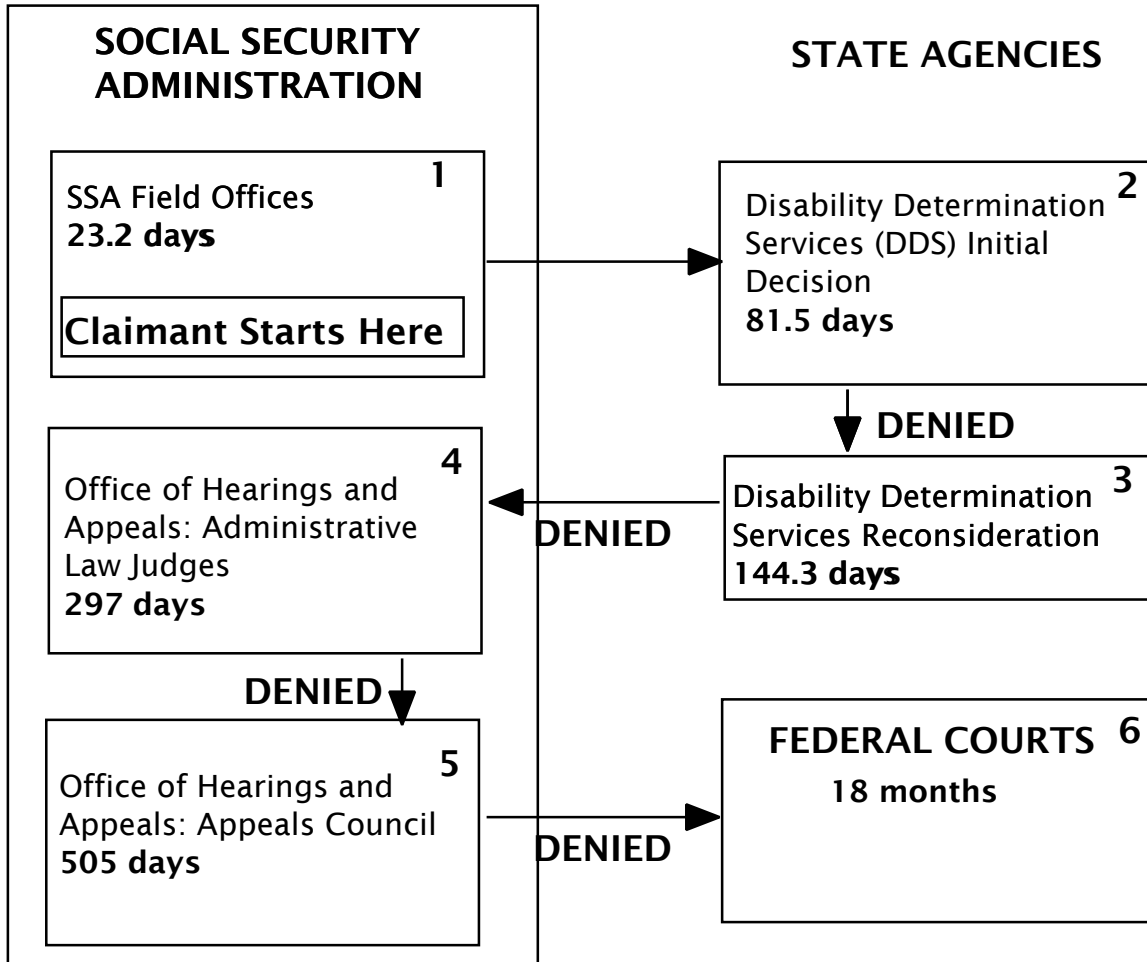 SOCIAL SECURITY
ADMINISTRATION
STATE AGENCIES
1
SSA Field Offices
23.2 days
Claimant Starts Here
2
Disability Determination
Services (DDS) Initial
Decision
81.5 days
DENIED
3
Disability Determination
Services Reconsideration
144.3 days
DENIED
4
Office of Hearings and
Appeals: Administrative
Law Judges
297 days
DENIED
5
Office of Hearings and
Appeals: Appeals Council
505 days
DENIED
6
FEDERAL COURTS
18 months